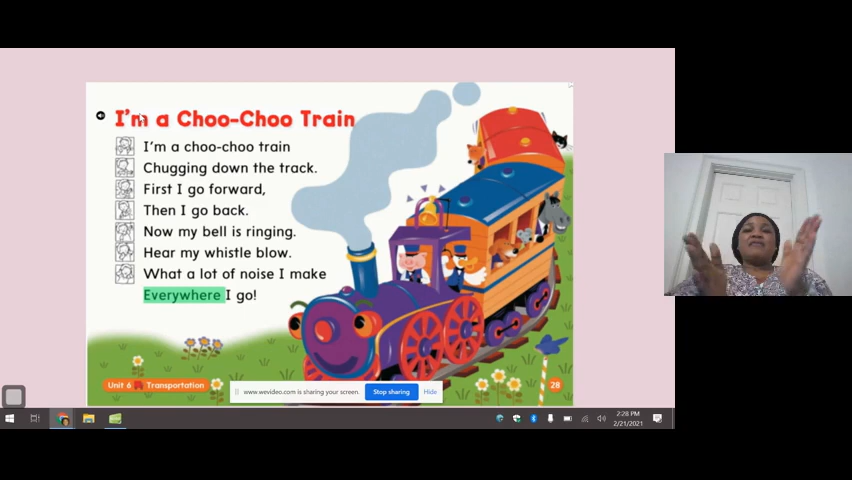 I'm a Choo-Choo Train
I'm a choo-choo train
Chugging down the track.
First I go forward,
Then I go back.
Now my bell is ringing.
Hear my whistle blow.
What a lot of noise I make
Everywhere I go!
Unit 6 Transportation
28
www.wevideo.com is sharing your screen.
Stop sharing
Hide
2:28 PM
2/21/2021